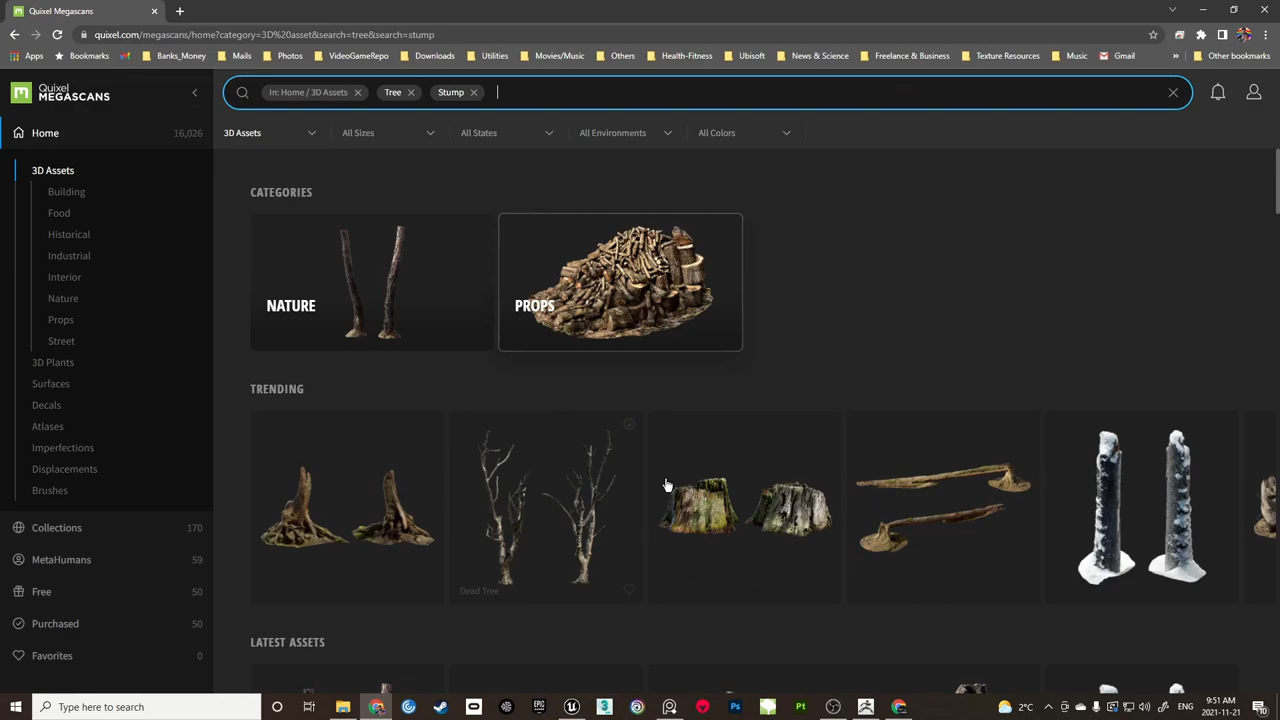 Quixel Megascans
quixel.com/megascans/home?category=3D%20asset&search=tree&search=stump
Apps
Bookmarks
Banks_Money
Bixie
Mails
Photos
VideoGameRepo
Downloads
Utilities
Movies/Music
Others
Health-Fitness
Ubisoft
News & Science
Freelance & Business
Texture Resources
Music
Gmail
Other bookmarks
Quixel
MEGASCANS
In: Home / 3D Assets
Tree
Stump
Home
16,026
3D Assets
All Sizes
All States
All Environments
All Colors
3D Assets
Building
Food
Historical
Industrial
Interior
Nature
Props
Street
3D Plants
Surfaces
Decals
Atlases
Imperfections
Displacements
Brushes
Collections
170
MetaHumans
59
Free
50
Purchased
50
Favorites
0
CATEGORIES
NATURE
PROPS
TRENDING
Dead Tree
LATEST ASSETS
Type here to search
2°C
ENG
9:51 AM
2021-11-21